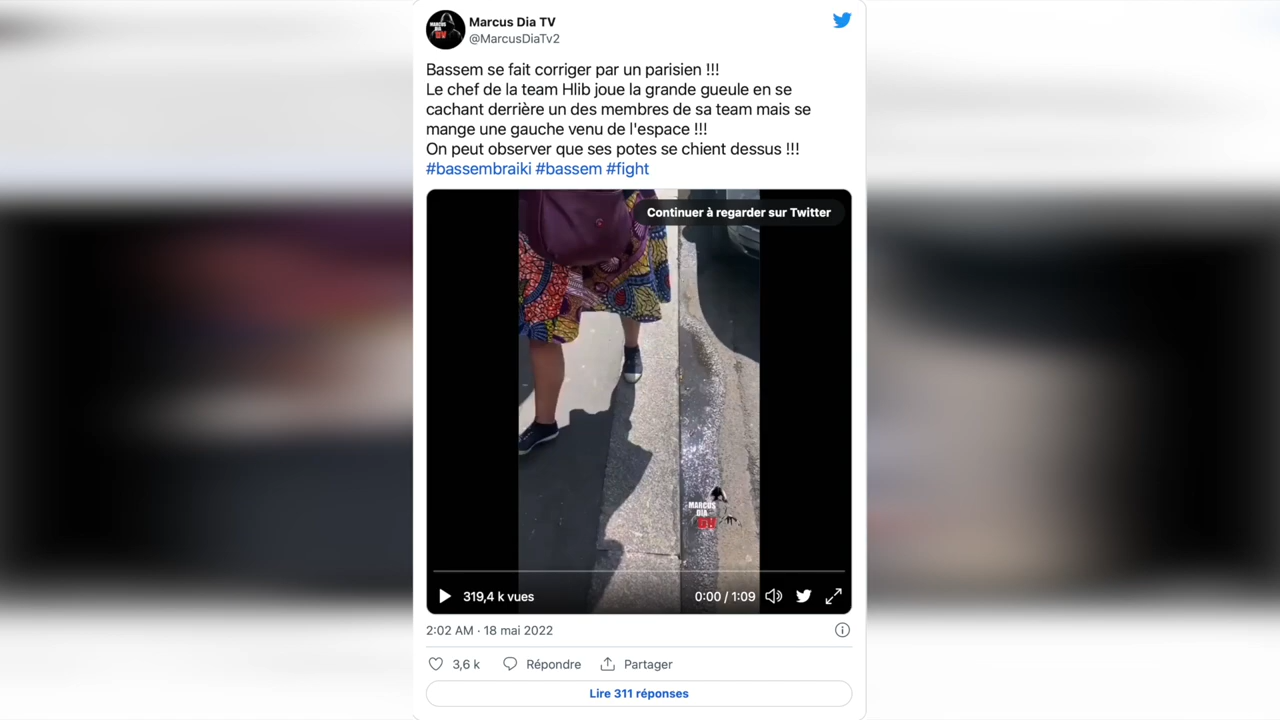 Marcus Dia TV
@MarcusDiaTv2
Bassem se fait corriger par un parisien !!!
Le chef de la team Hlib joue la grande gueule en se
cachant derrière un des membres de sa team mais se
mange une gauche venu de l'espace !!!
On peut observer que ses potes se chient dessus !!!
#bassembraiki #bassem #fight
Continuer à regarder sur Twitter
MARCUS
DIA
319,4 k vues
0:00 / 1:09
2:02 AM · 18 mai 2022
3,6 k
Répondre
Partager
Lire 311 réponses